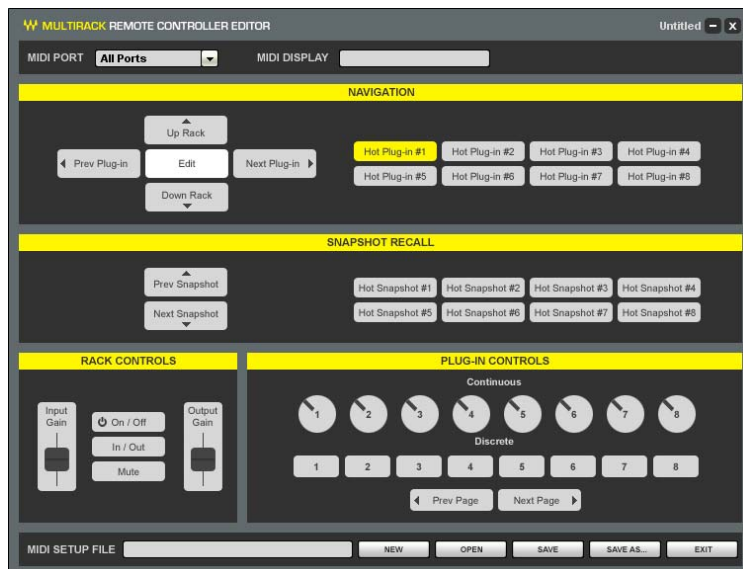 MULTIRACK REMOTE CONTROLLER EDITOR Untitled
MIDI PORT All Ports MIDI DISPLAY
NAVIGATION
Up Rack
Prev Plug-in Edit Next Plug-in
Down Rack
Hot Plug-in #1 Hot Plug-in #2 Hot Plug-in #3 Hot Plug-in #4
Hot Plug-in #5 Hot Plug-in #6 Hot Plug-in #7 Hot Plug-in #8
SNAPSHOT RECALL
Prev Snapshot
Next Snapshot
Hot Snapshot #1 Hot Snapshot #2 Hot Snapshot #3 Hot Snapshot #4
Hot Snapshot #5 Hot Snapshot #6 Hot Snapshot #7 Hot Snapshot #8
RACK CONTROLS
Input
Gain
On / Off
In / Out
Mute
Output
Gain
PLUG-IN CONTROLS
Continuous
1 2 3 4 5 6 7 8
Discrete
1 2 3 4 5 6 7 8
Prev Page Next Page
MIDI SETUP FILE NEW OPEN SAVE SAVE AS... EXIT